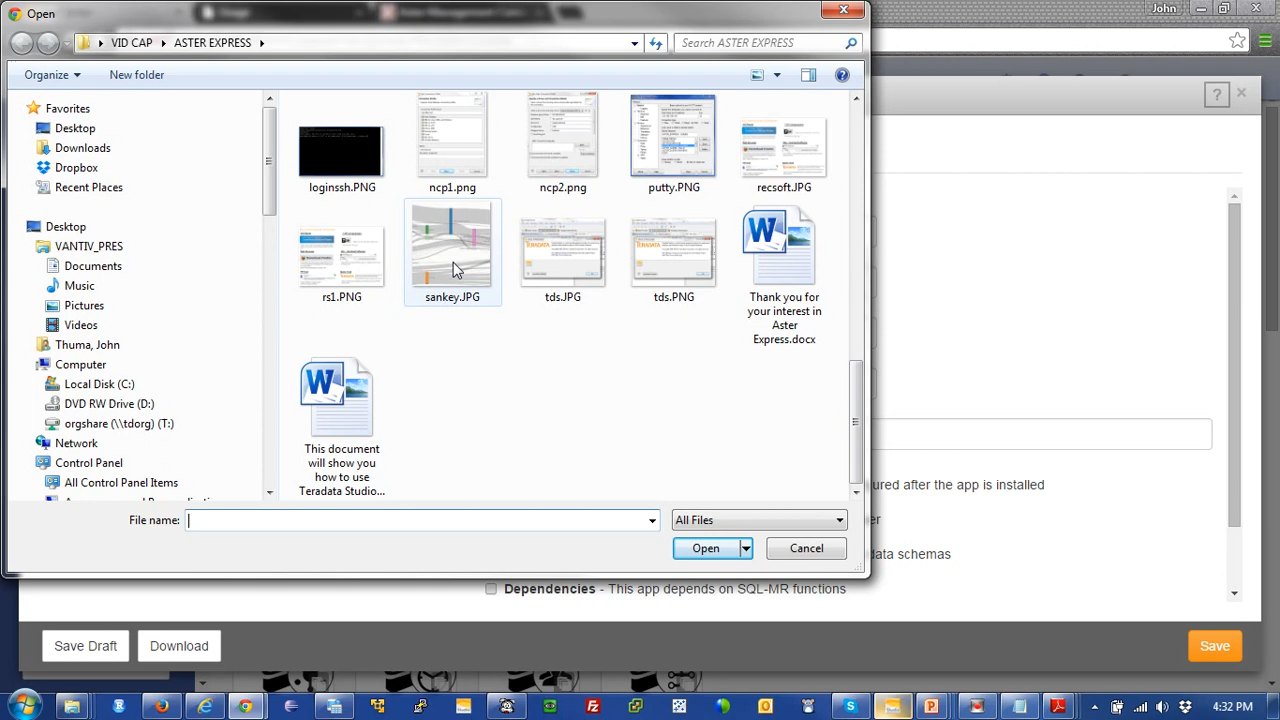 Open
John
VID CAP
ASTER EXPRESS
Search ASTER EXPRESS
Organize
New folder
?
Favorites
Desktop
Downloads
Recent Places
Desktop
VANTIV_PRES
Documents
Music
Pictures
Videos
Thuma, John
Computer
Local Disk (C:)
DVD RW Drive (D:)
orgshare (\\tdorg) (T:)
Network
Control Panel
All Control Panel Items
loginssh.PNG
ncp1.png
ncp2.png
putty.PNG
recsoft.JPG
rs1.PNG
sankey.JPG
tds.JPG
tds.PNG
Thank you for
your interest in
Aster
Express.docx
This document
will show you
how to use
Teradata Studio...
File name:
All Files
Open
Cancel
ured after the app is installed
er
data schemas
Dependencies - This app depends on SQL-MR functions
Save Draft
Download
Save
4:32 PM